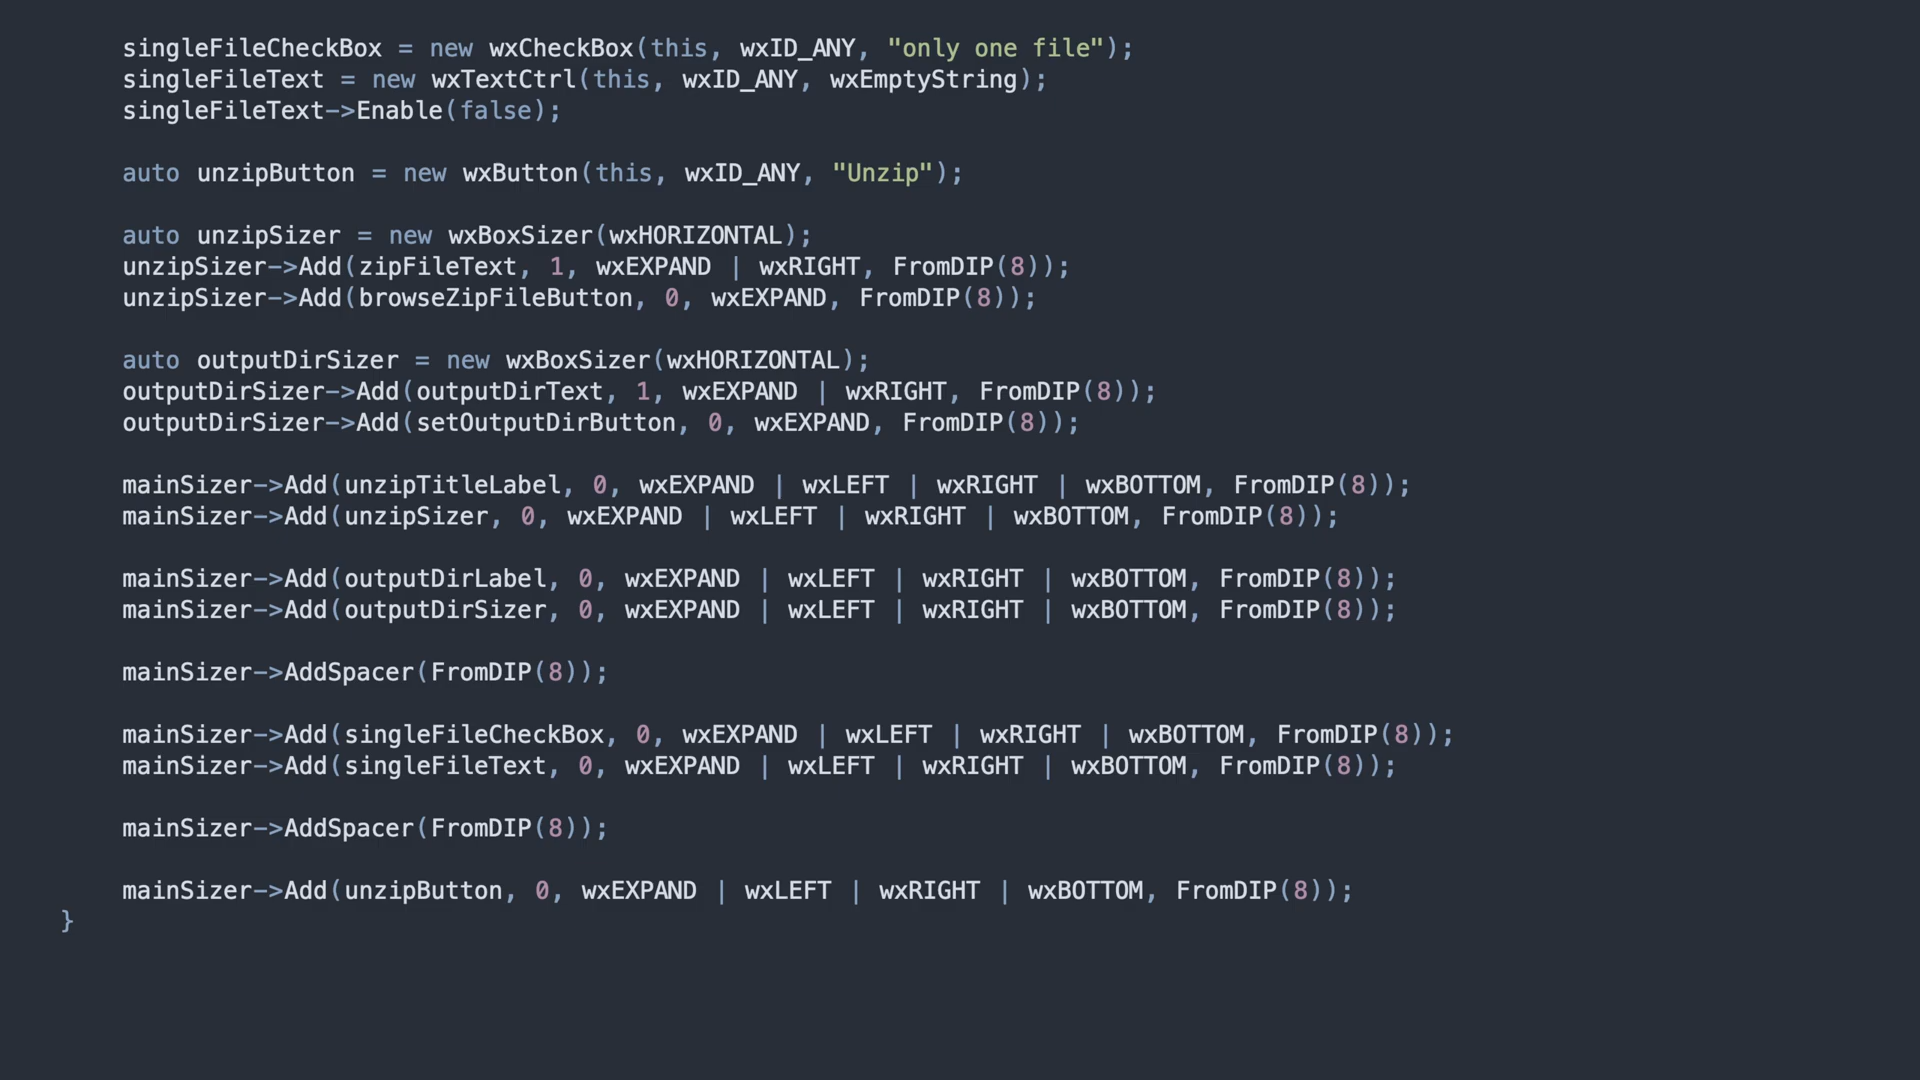 singleFileCheckBox = new wxCheckBox(this, wxID_ANY, "only one file");
singleFileText = new wxTextCtrl(this, wxID_ANY, wxEmptyString);
singleFileText->Enable(false);
auto unzipButton = new wxButton(this, wxID_ANY, "Unzip");
auto unzipSizer = new wxBoxSizer(wxHORIZONTAL);
unzipSizer->Add(zipFileText, 1, wxEXPAND | wxRIGHT, FromDIP(8));
unzipSizer->Add(browseZipFileButton, 0, wxEXPAND, FromDIP(8));
auto outputDirSizer = new wxBoxSizer(wxHORIZONTAL);
outputDirSizer->Add(outputDirText, 1, wxEXPAND | wxRIGHT, FromDIP(8));
outputDirSizer->Add(setOutputDirButton, 0, wxEXPAND, FromDIP(8));
mainSizer->Add(unzipTitleLabel, 0, wxEXPAND | wxLEFT | wxRIGHT | wxBOTTOM, FromDIP(8));
mainSizer->Add(unzipSizer, 0, wxEXPAND | wxLEFT | wxRIGHT | wxBOTTOM, FromDIP(8));
mainSizer->Add(outputDirLabel, 0, wxEXPAND | wxLEFT | wxRIGHT | wxBOTTOM, FromDIP(8));
mainSizer->Add(outputDirSizer, 0, wxEXPAND | wxLEFT | wxRIGHT | wxBOTTOM, FromDIP(8));
mainSizer->AddSpacer(FromDIP(8));
mainSizer->Add(singleFileCheckBox, 0, wxEXPAND | wxLEFT | wxRIGHT | wxBOTTOM, FromDIP(8));
mainSizer->Add(singleFileText, 0, wxEXPAND | wxLEFT | wxRIGHT | wxBOTTOM, FromDIP(8));
mainSizer->AddSpacer(FromDIP(8));
mainSizer->Add(unzipButton, 0, wxEXPAND | wxLEFT | wxRIGHT | wxBOTTOM, FromDIP(8));
}